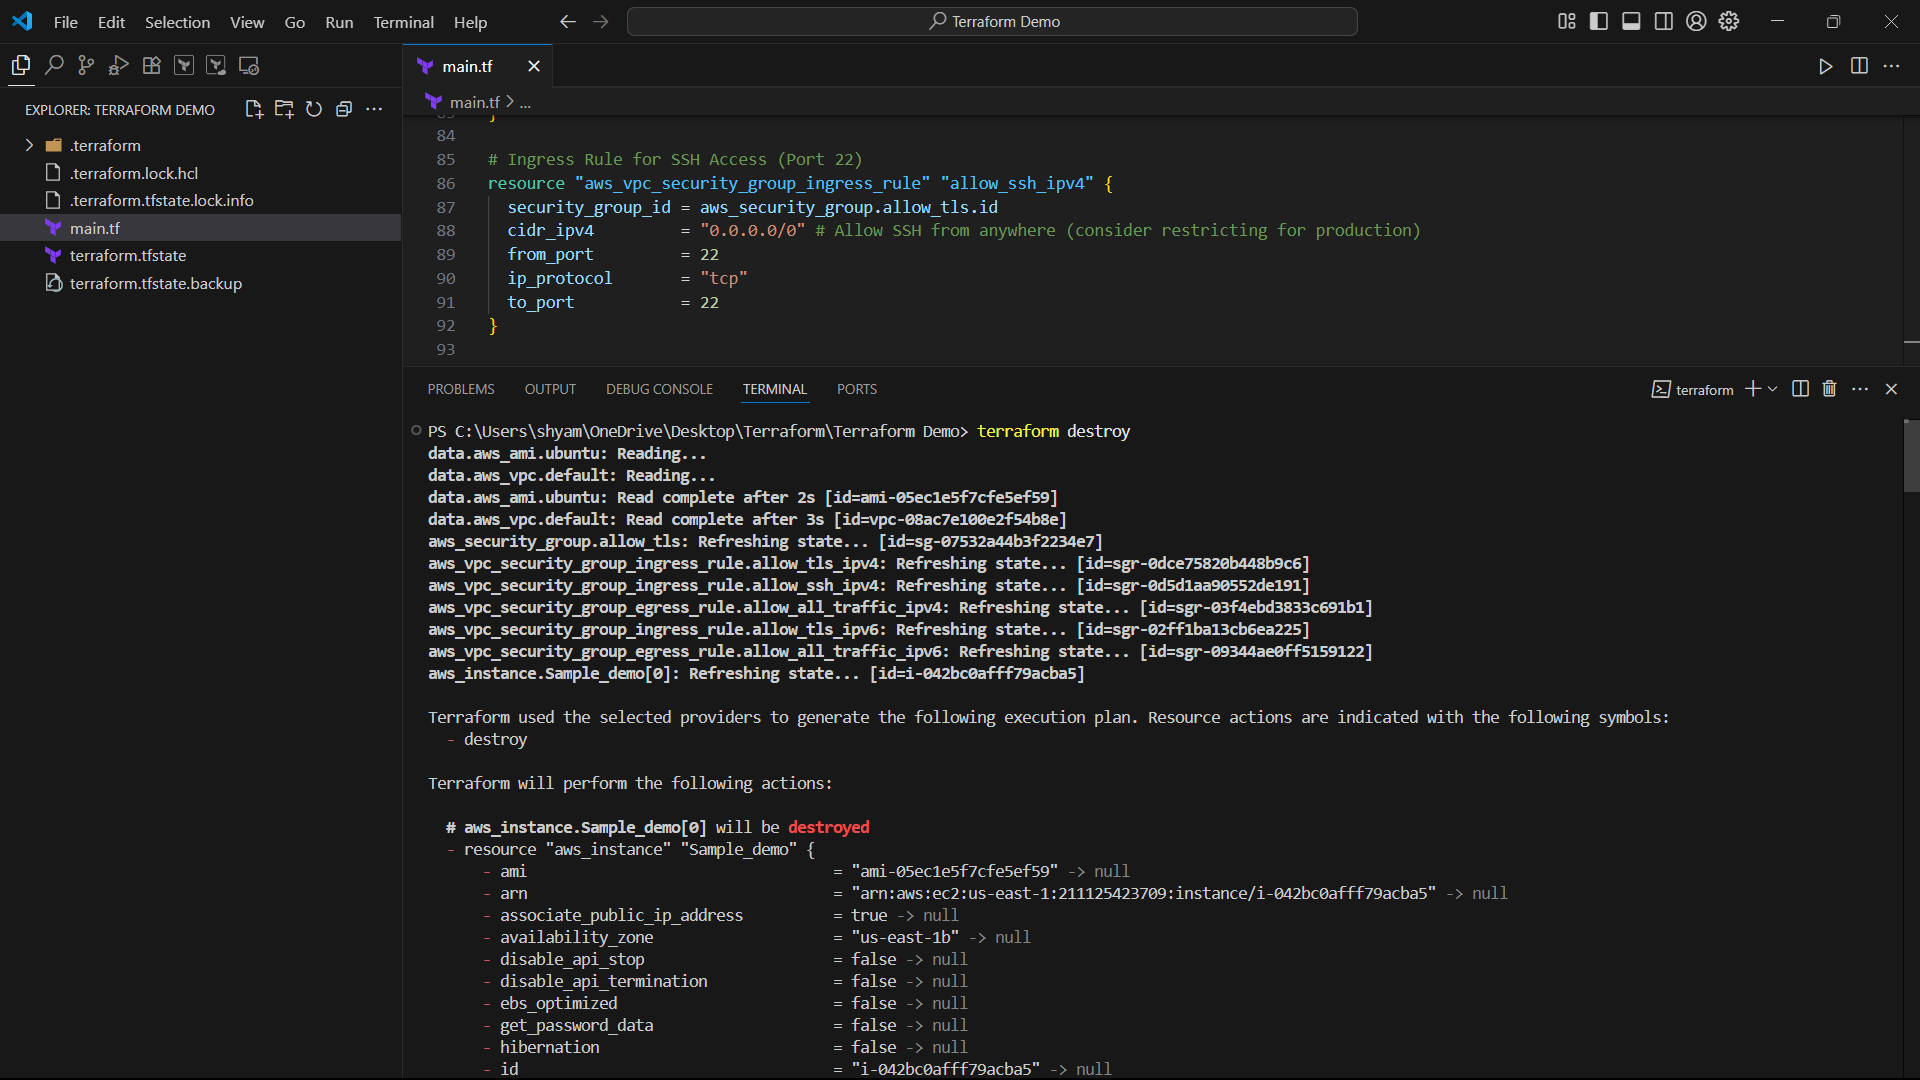 File Edit Selection View Go Run Terminal Help
Terraform Demo
EXPLORER: TERRAFORM DEMO
.terraform
.terraform.lock.hcl
.terraform.tfstate.lock.info
main.tf
terraform.tfstate
terraform.tfstate.backup
main.tf
main.tf > ...
84
85 # Ingress Rule for SSH Access (Port 22)
86 resource "aws_vpc_security_group_ingress_rule" "allow_ssh_ipv4" {
87 security_group_id = aws_security_group.allow_tls.id
88 cidr_ipv4 = "0.0.0.0/0" # Allow SSH from anywhere (consider restricting for production)
89 from_port = 22
90 ip_protocol = "tcp"
91 to_port = 22
92 }
93
PROBLEMS OUTPUT DEBUG CONSOLE TERMINAL PORTS
terraform
PS C:\Users\shyam\OneDrive\Desktop\Terraform\Terraform Demo> terraform destroy
data.aws_ami.ubuntu: Reading...
data.aws_vpc.default: Reading...
data.aws_ami.ubuntu: Read complete after 2s [id=ami-05ec1e5f7cfe5ef59]
data.aws_vpc.default: Read complete after 3s [id=vpc-08ac7e100e2f54b8e]
aws_security_group.allow_tls: Refreshing state... [id=sg-07532a44b3f2234e7]
aws_vpc_security_group_ingress_rule.allow_tls_ipv4: Refreshing state... [id=sgr-0dce75820b448b9c6]
aws_vpc_security_group_ingress_rule.allow_ssh_ipv4: Refreshing state... [id=sgr-0d5d1aa90552de191]
aws_vpc_security_group_egress_rule.allow_all_traffic_ipv4: Refreshing state... [id=sgr-03f4ebd3833c691b1]
aws_vpc_security_group_ingress_rule.allow_tls_ipv6: Refreshing state... [id=sgr-02ff1ba13cb6ea225]
aws_vpc_security_group_egress_rule.allow_all_traffic_ipv6: Refreshing state... [id=sgr-09344ae0ff5159122]
aws_instance.Sample_demo[0]: Refreshing state... [id=i-042bc0afff79acba5]
Terraform used the selected providers to generate the following execution plan. Resource actions are indicated with the following symbols:
- destroy
Terraform will perform the following actions:
# aws_instance.Sample_demo[0] will be destroyed
- resource "aws_instance" "Sample_demo" {
- ami = "ami-05ec1e5f7cfe5ef59" -> null
- arn = "arn:aws:ec2:us-east-1:211125423709:instance/i-042bc0afff79acba5" -> null
- associate_public_ip_address = true -> null
- availability_zone = "us-east-1b" -> null
- disable_api_stop = false -> null
- disable_api_termination = false -> null
- ebs_optimized = false -> null
- get_password_data = false -> null
- hibernation = false -> null
- id = "i-042bc0afff79acba5" -> null